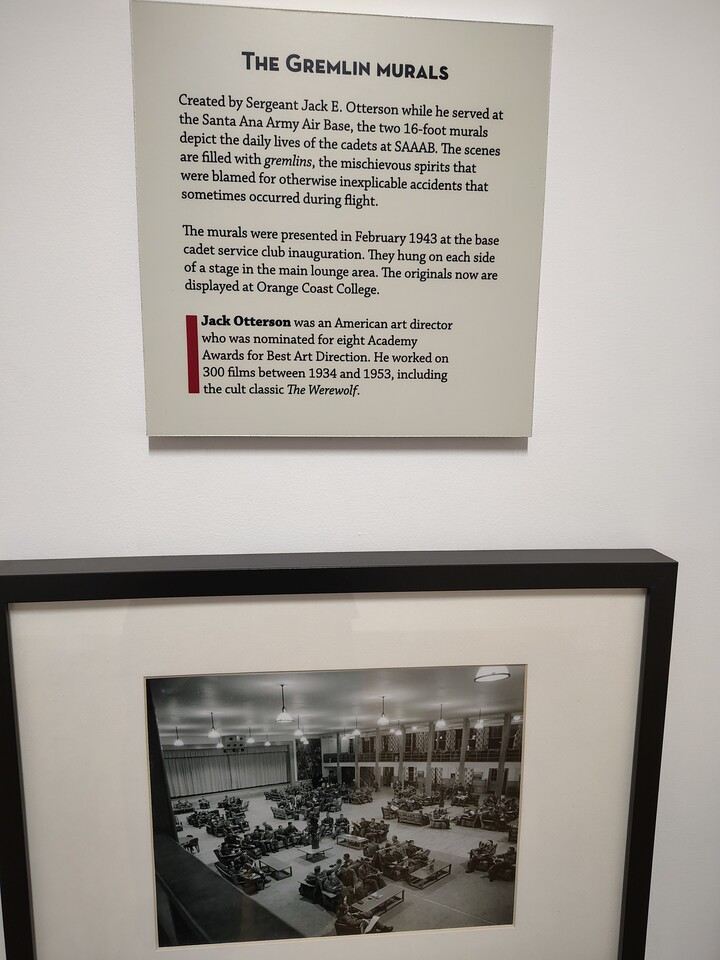 THE GREMLIN MURALS
Created by Sergeant Jack E. Otterson while he served at
the Santa Ana Army Air Base, the two 16-foot murals
depict the daily lives of the cadets at SAAAB. The scenes
are filled with gremlins, the mischievous spirits that
were blamed for otherwise inexplicable accidents that
sometimes occurred during flight.
The murals were presented in February 1943 at the base
cadet service club inauguration. They hung on each side
of a stage in the main lounge area. The originals now are
displayed at Orange Coast College.
Jack Otterson was an American art director
who was nominated for eight Academy
Awards for Best Art Direction. He worked on
300 films between 1934 and 1953, including
the cult classic The Werewolf.